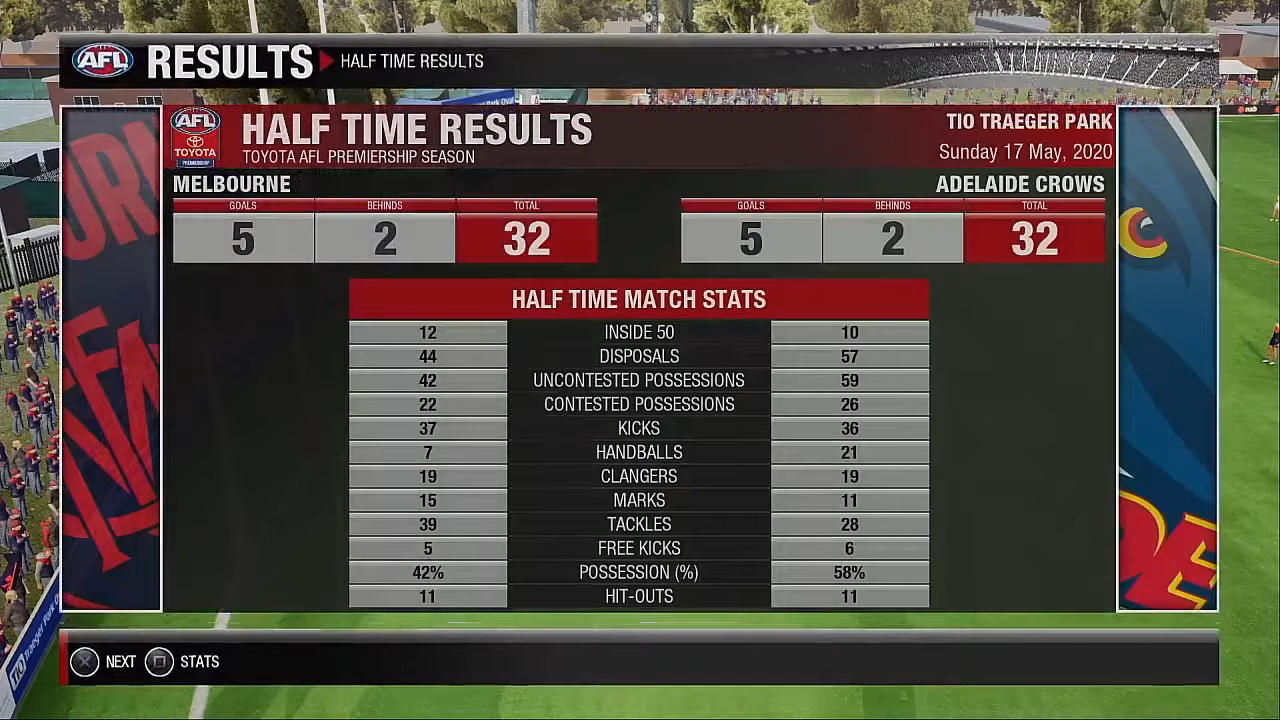 AFL RESULTS HALF TIME RESULTS
AFL
TOYOTA
PREMIERSHIP
HALF TIME RESULTS
TOYOTA AFL PREMIERSHIP SEASON
TIO TRAEGER PARK
Sunday 17 May, 2020
MELBOURNE
ADELAIDE CROWS
GOALS BEHINDS TOTAL
GOALS BEHINDS TOTAL
5 2 32
5 2 32
HALF TIME MATCH STATS
12 INSIDE 50 10
44 DISPOSALS 57
42 UNCONTESTED POSSESSIONS 59
22 CONTESTED POSSESSIONS 26
37 KICKS 36
7 HANDBALLS 21
19 CLANGERS 19
15 MARKS 11
39 TACKLES 28
5 FREE KICKS 6
42% POSSESSION (%) 58%
11 HIT-OUTS 11
NEXT STATS